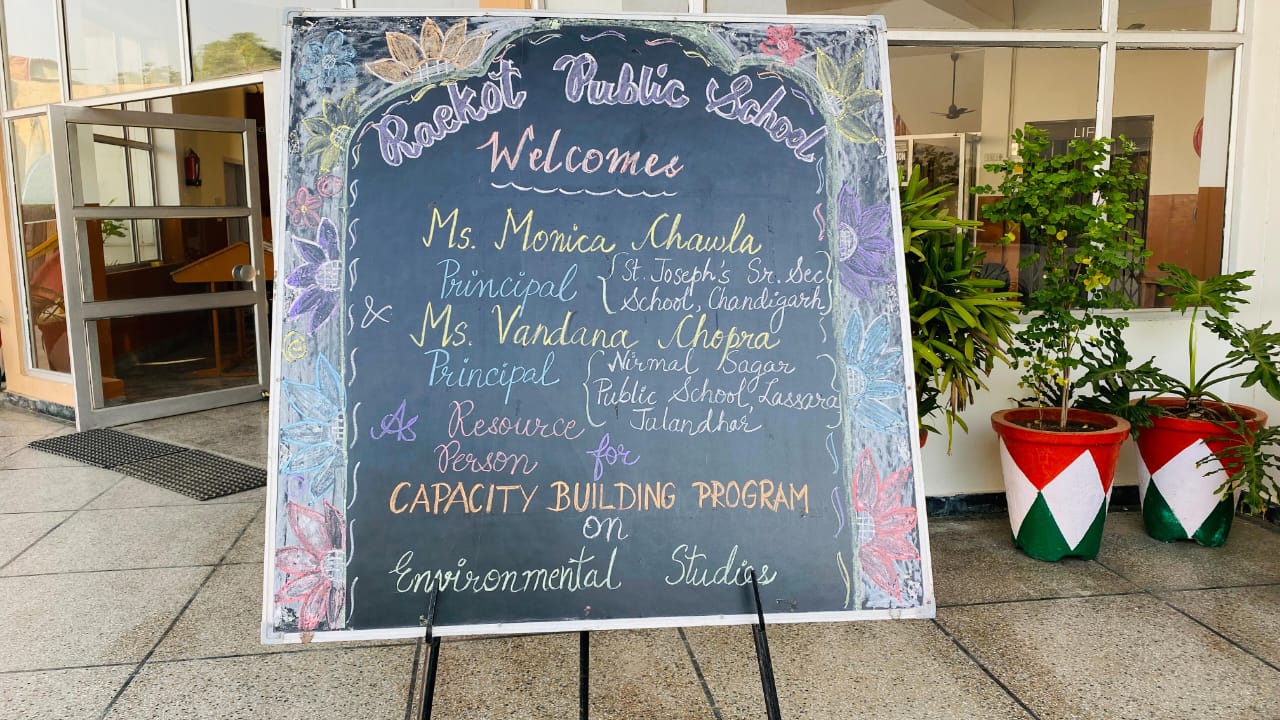 Raekot Public School
Welcomes
Ms. Monica Chawla
Principal { St. Joseph's Sr. Sec
School, Chandigarh }
&
Ms. Vandana Chopra
Principal { Nirmal Sagar
Public School, Lassara
Jalandhar
As Resource
Person for
CAPACITY BUILDING PROGRAM
on
Environmental Studies